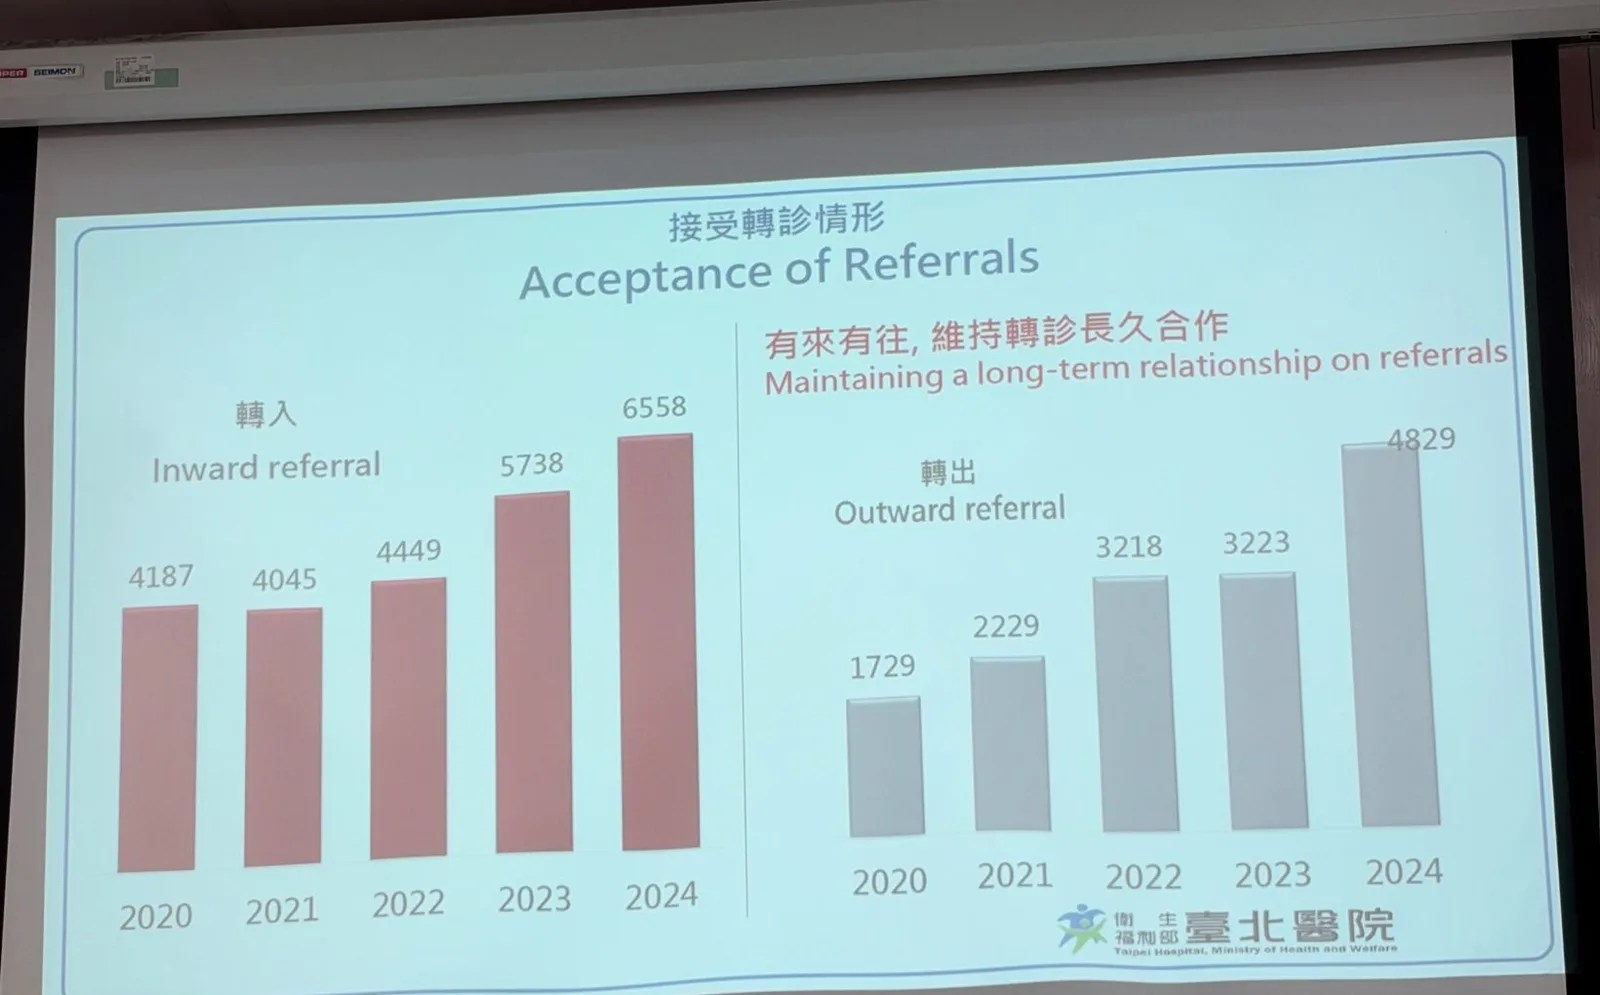 SEIMON
接受轉診情形
Acceptance of Referrals
有來有往, 維持轉診長久合作
Maintaining a long-term relationship on referrals
轉入
Inward referral
4187
4045
4449
5738
6558
2020
2021
2022
2023
2024
轉出
Outward referral
1729
2229
3218
3223
4829
2020
2021
2022
2023
2024
衛生
福利部
臺北醫院
Taipei Hospital, Ministry of Health and Welfare